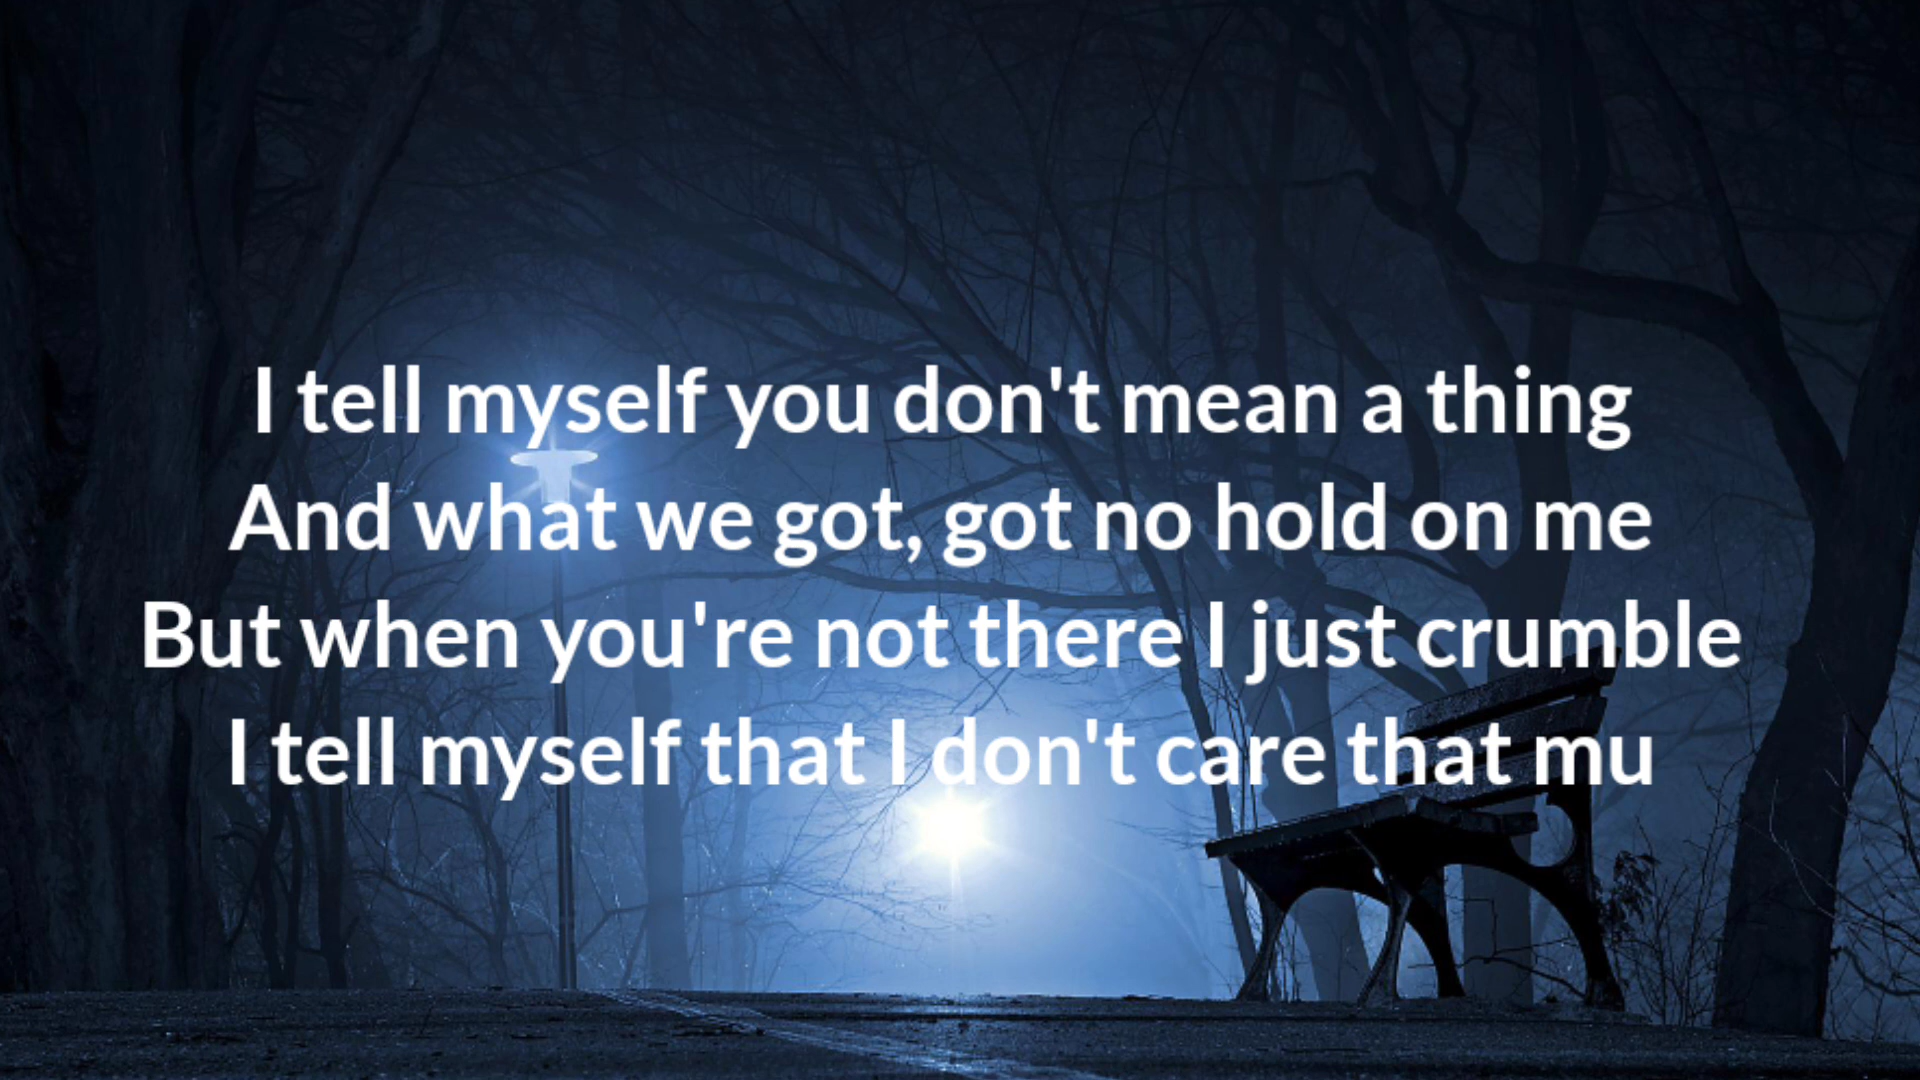 I tell myself you don't mean a thing
And what we got, got no hold on me
But when you're not there I just crumble
I tell myself that I don't care that mu